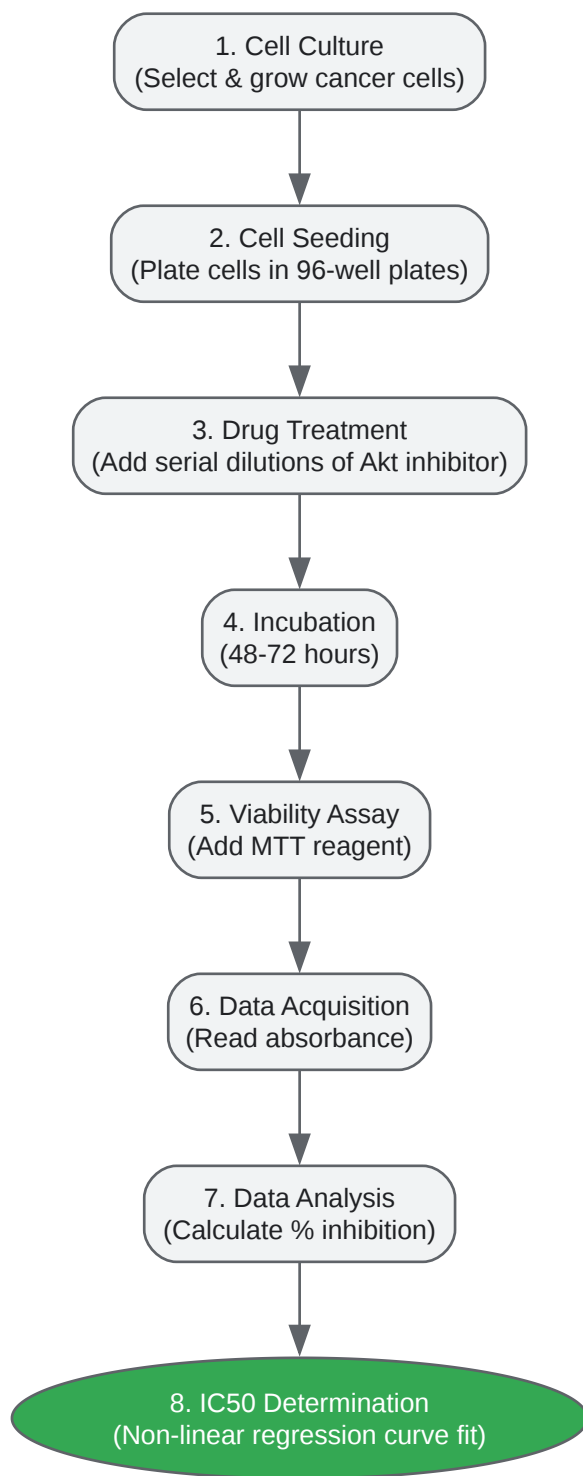 1. Cell Culture
(Select & grow cancer cells)
2. Cell Seeding
(Plate cells in 96-well plates)
3. Drug Treatment
(Add serial dilutions of Akt inhibitor)
4. Incubation
(48-72 hours)
5. Viability Assay
(Add MTT reagent)
6. Data Acquisition
(Read absorbance)
7. Data Analysis
(Calculate % inhibition)
8. IC50 Determination
(Non-linear regression curve fit)